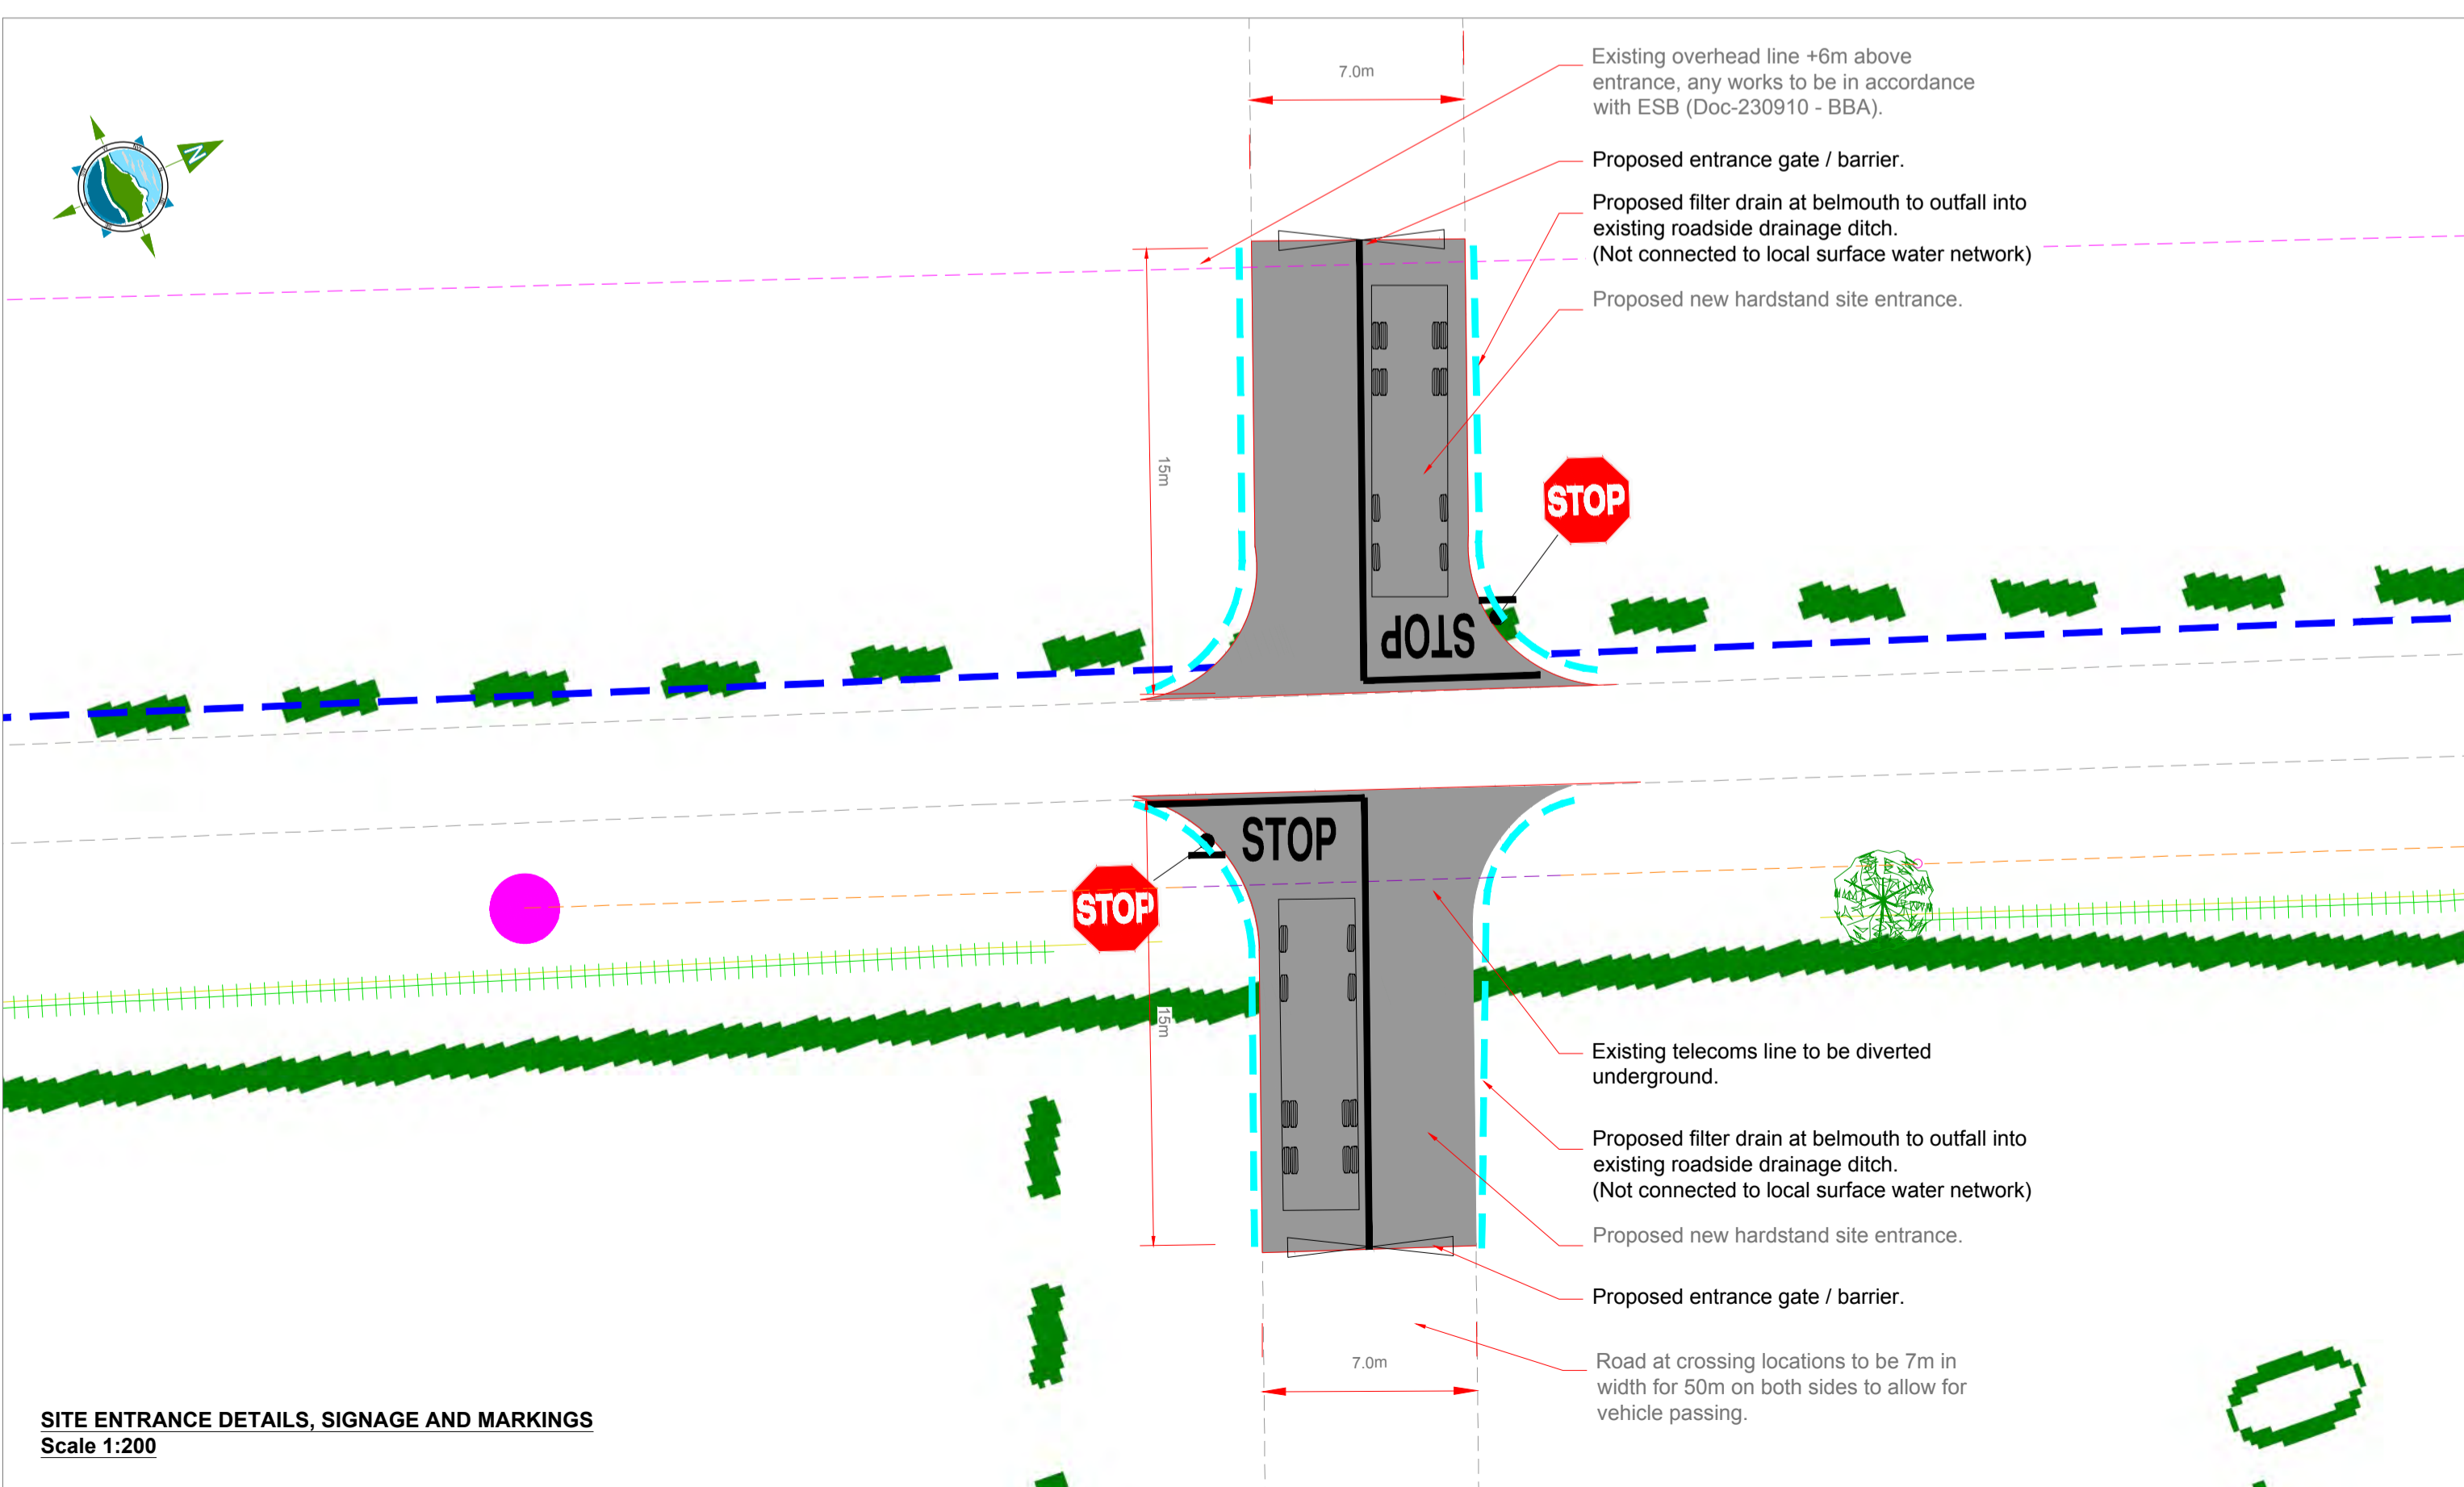 7.0m
Existing overhead line +6m above
entrance, any works to be in accordance
with ESB (Doc-230910 - BBA).
N
Proposed entrance gate / barrier.
Proposed filter drain at belmouth to outfall into
existing roadside drainage ditch.
(Not connected to local surface water network)
Proposed new hardstand site entrance.
15m
STOP
STOP
STOP
STOP
15m
Existing telecoms line to be diverted
underground.
Proposed filter drain at belmouth to outfall into
existing roadside drainage ditch.
(Not connected to local surface water network)
Proposed new hardstand site entrance.
Proposed entrance gate / barrier.
7.0m
Road at crossing locations to be 7m in
width for 50m on both sides to allow for
vehicle passing.
SITE ENTRANCE DETAILS, SIGNAGE AND MARKINGS
Scale 1:200